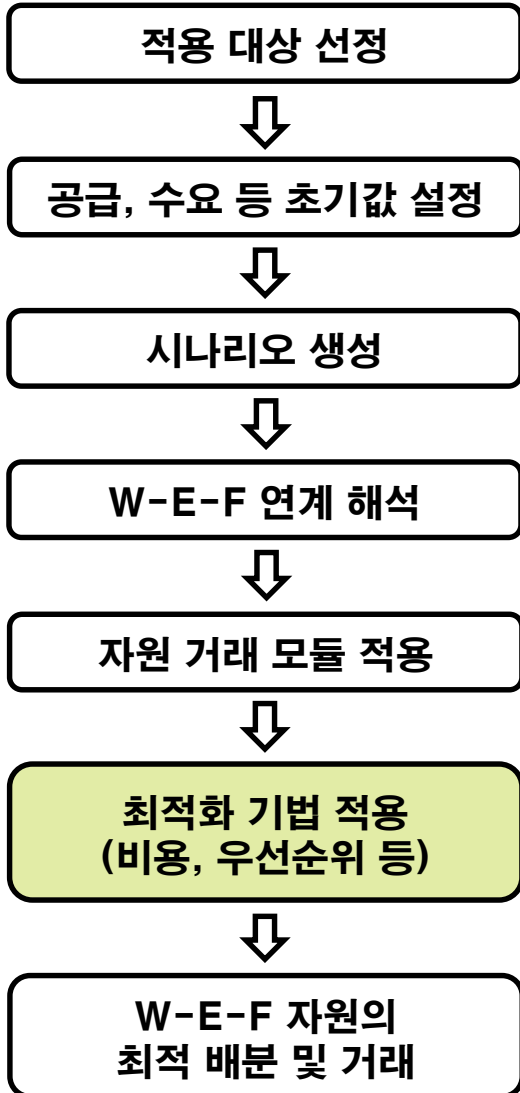 적용 대상 선정
공급, 수요 등 초기값 설정
시나리오 생성
W-E-F 연계 해석
자원 거래 모듈 적용
최적화 기법 적용
(비용, 우선순위 등)
W-E-F 자원의
최적 배분 및 거래